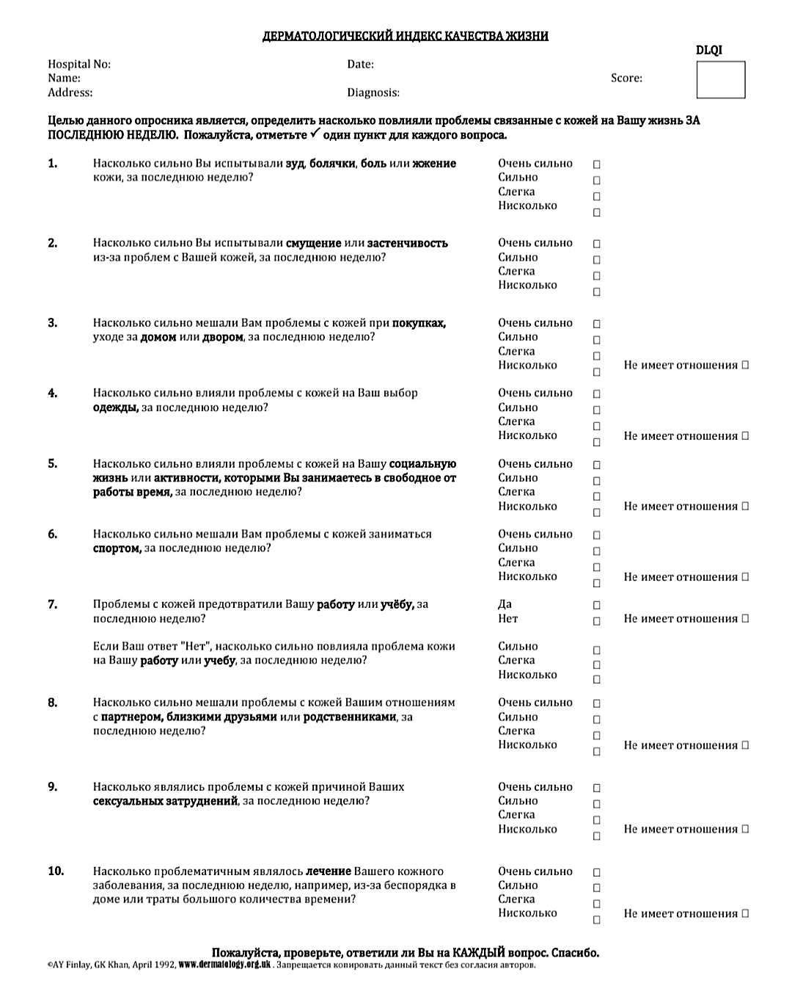 ДЕРМАТОЛОГИЧЕСКИЙ ИНДЕКС КАЧЕСТВА ЖИЗНИ
DLQI
Hospital No: Date:
Name: Score:
Address: Diagnosis:
Целью данного опросника является, определить насколько повлияли проблемы связанные с кожей на Вашу жизнь ЗА
ПОСЛЕДНЮЮ НЕДЕЛЮ. Пожалуйста, отметьте ✓ один пункт для каждого вопроса.
1. Насколько сильно Вы испытывали зуд, болячки, боль или жжение Очень сильно □
кожи, за последнюю неделю? Сильно □
Слегка □
Нисколько □
2. Насколько сильно Вы испытывали смущение или застенчивость Очень сильно □
из-за проблем с Вашей кожей, за последнюю неделю? Сильно □
Слегка □
Нисколько □
3. Насколько сильно мешали Вам проблемы с кожей при покупках, Очень сильно □
уходе за домом или двором, за последнюю неделю? Сильно □
Слегка □
Нисколько □ Не имеет отношения □
4. Насколько сильно влияли проблемы с кожей на Ваш выбор Очень сильно □
одежды, за последнюю неделю? Сильно □
Слегка □
Нисколько □ Не имеет отношения □
5. Насколько сильно влияли проблемы с кожей на Вашу социальную Очень сильно □
жизнь или активности, которыми Вы занимаетесь в свободное от Сильно □
работы время, за последнюю неделю? Слегка □
Нисколько □ Не имеет отношения □
6. Насколько сильно мешали Вам проблемы с кожей заниматься Очень сильно □
спортом, за последнюю неделю? Сильно □
Слегка □
Нисколько □ Не имеет отношения □
7. Проблемы с кожей предотвратили Вашу работу или учёбу, за Да □
последнюю неделю? Нет □ Не имеет отношения □
Если Ваш ответ "Нет", насколько сильно повлияла проблема кожи Сильно □
на Вашу работу или учебу, за последнюю неделю? Слегка □
Нисколько □
8. Насколько сильно мешали проблемы с кожей Вашим отношениям Очень сильно □
с партнером, близкими друзьями или родственниками, за Сильно □
последнюю неделю? Слегка □
Нисколько □ Не имеет отношения □
9. Насколько являлись проблемы с кожей причиной Ваших Очень сильно □
сексуальных затруднений, за последнюю неделю? Сильно □
Слегка □
Нисколько □ Не имеет отношения □
10. Насколько проблематичным являлось лечение Вашего кожного Очень сильно □
заболевания, за последнюю неделю, например, из-за беспорядка в Сильно □
доме или траты большого количества времени? Слегка □
Нисколько □ Не имеет отношения □
Пожалуйста, проверьте, ответили ли Вы на КАЖДЫЙ вопрос. Спасибо.
©AY Finlay, GK Khan, April 1992, www.dermatology.org.uk . Запрещается копировать данный текст без согласия авторов.